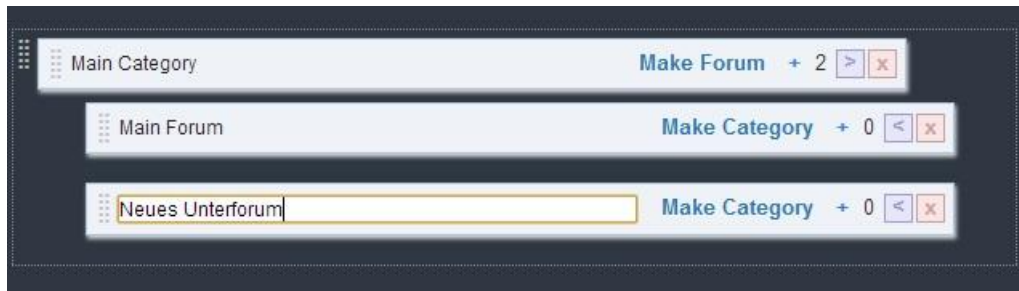 Main Category Make Forum + 2 > x
Main Forum Make Category + 0 < x
Neues Unterforum Make Category + 0 < x